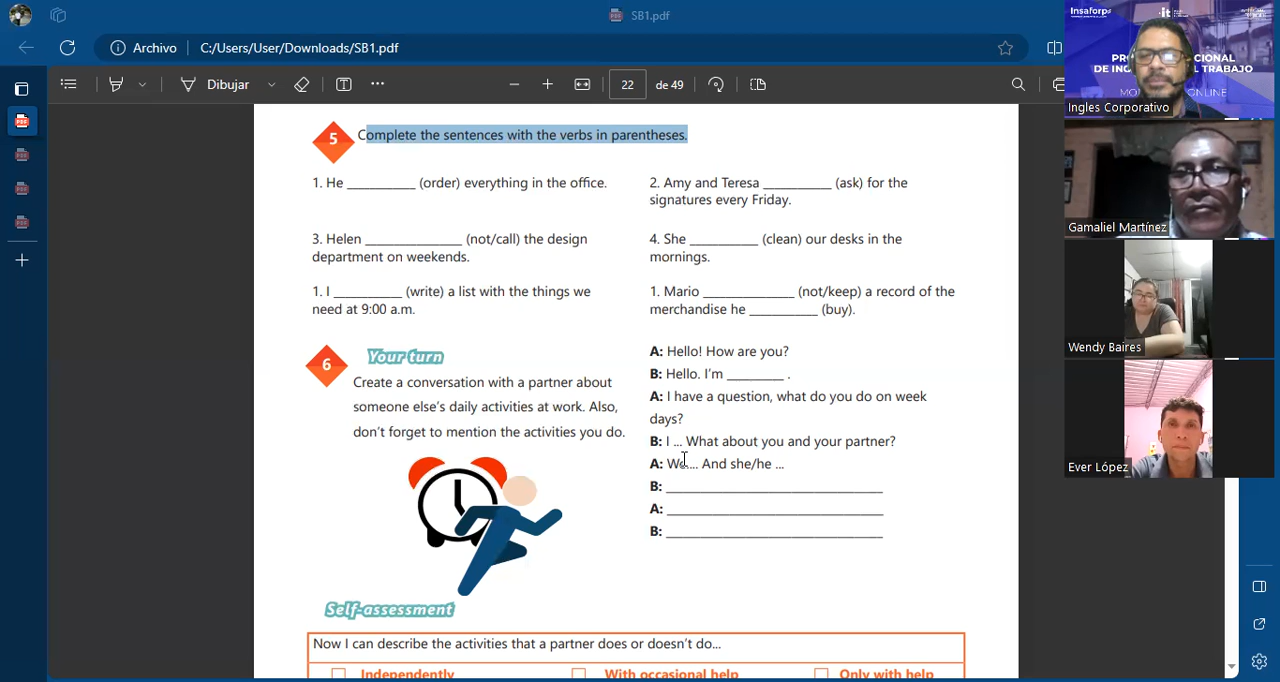 SB1.pdf
Archivo
C:/Users/User/Downloads/SB1.pdf
Dibujar
22
de 49
5
Complete the sentences with the verbs in parentheses.
1. He __________ (order) everything in the office.
2. Amy and Teresa __________ (ask) for the
signatures every Friday.
3. Helen ______________ (not/call) the design
department on weekends.
4. She __________ (clean) our desks in the
mornings.
1. I __________ (write) a list with the things we
need at 9:00 a.m.
1. Mario _____________ (not/keep) a record of the
merchandise he __________ (buy).
6
Your turn
Create a conversation with a partner about
someone else’s daily activities at work. Also,
don’t forget to mention the activities you do.
A: Hello! How are you?
B: Hello. I’m ________ .
A: I have a question, what do you do on week
days?
B: I ... What about you and your partner?
A: We... And she/he ...
B: ______________________________
A: ______________________________
B: ______________________________
Self-assessment
Now I can describe the activities that a partner does or doesn’t do...
Independently
With occasional help
Only with help
Insaforp
Ingles Corporativo
Gamaliel Martínez
Wendy Baires
Ever López